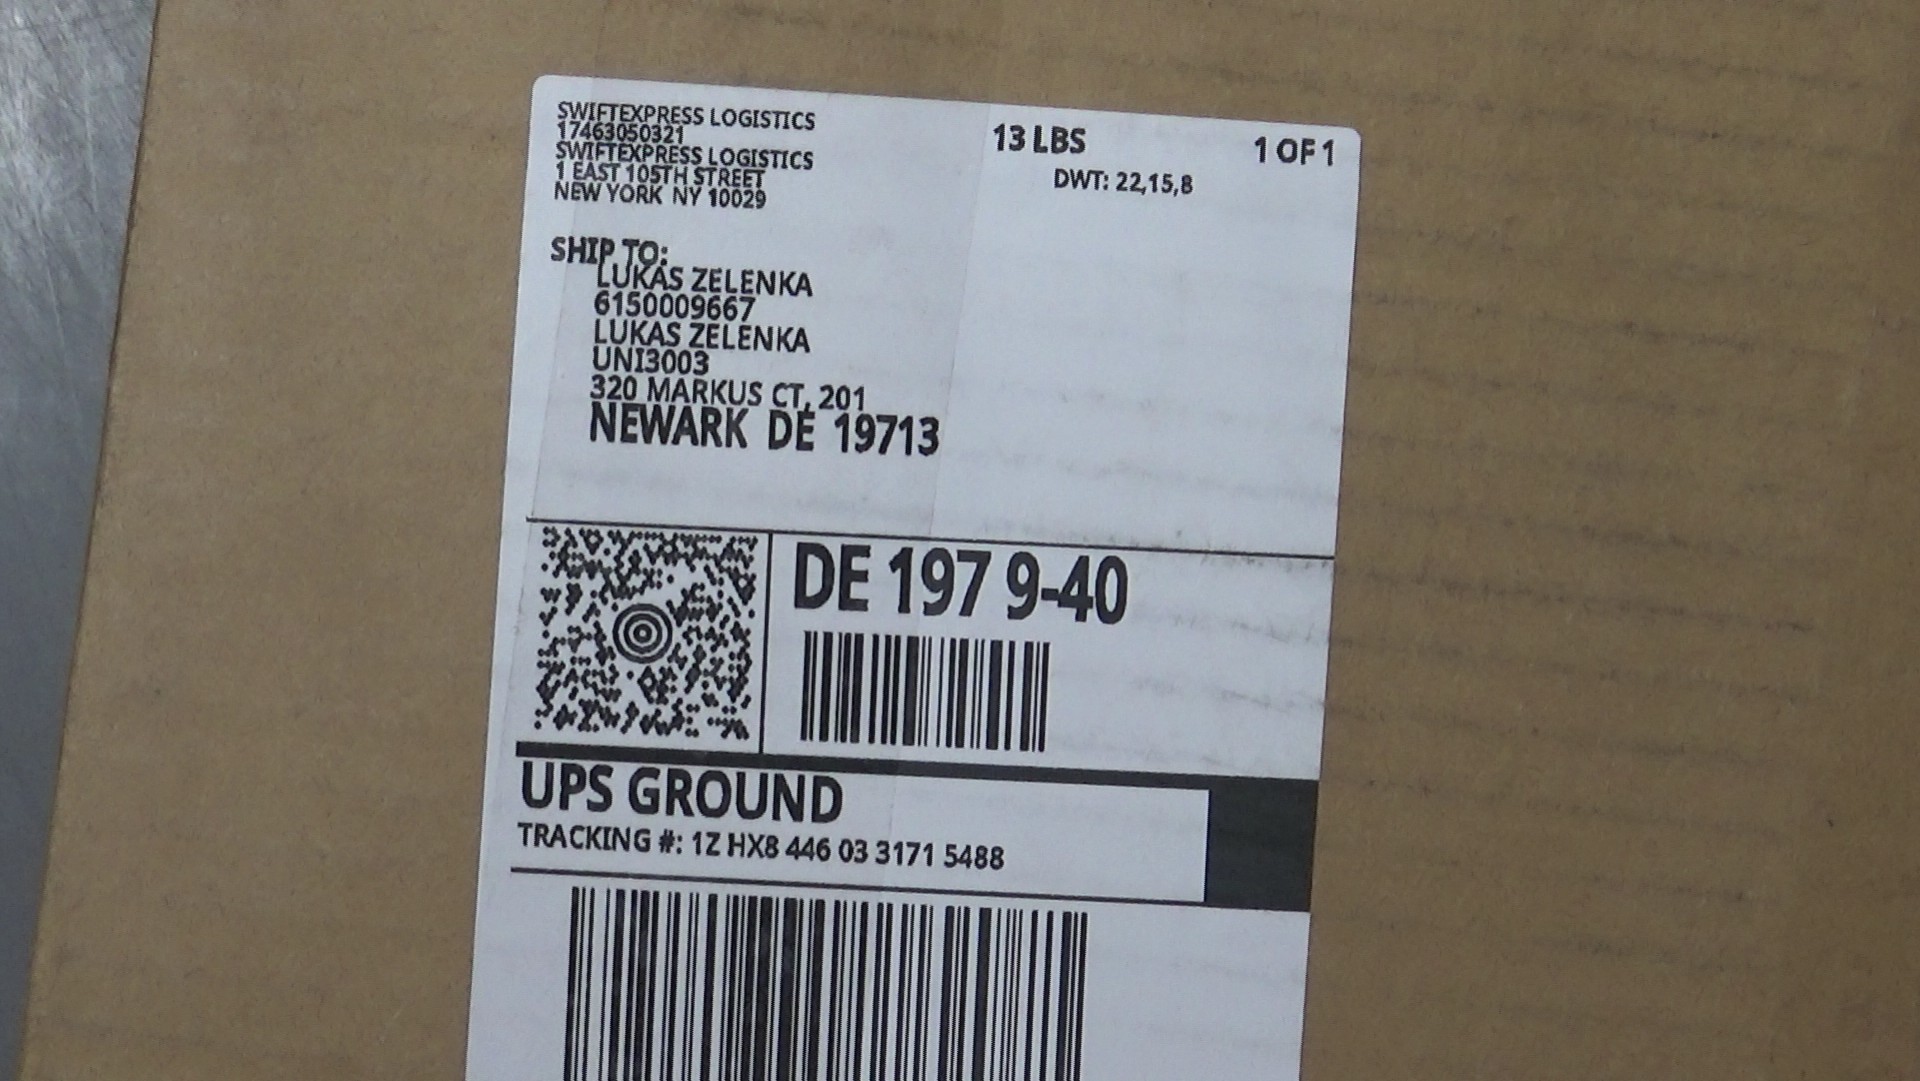 SWIFTEXPRESS LOGISTICS
17463050321
SWIFTEXPRESS LOGISTICS
1 EAST 105TH STREET
NEW YORK NY 10029
13 LBS
1 OF 1
DWT: 22,15,8
SHIP TO:
LUKAS ZELENKA
6150009667
LUKAS ZELENKA
UNI3003
320 MARKUS CT, 201
NEWARK DE 19713
DE 197 9-40
UPS GROUND
TRACKING #: 1Z HX8 446 03 3171 5488